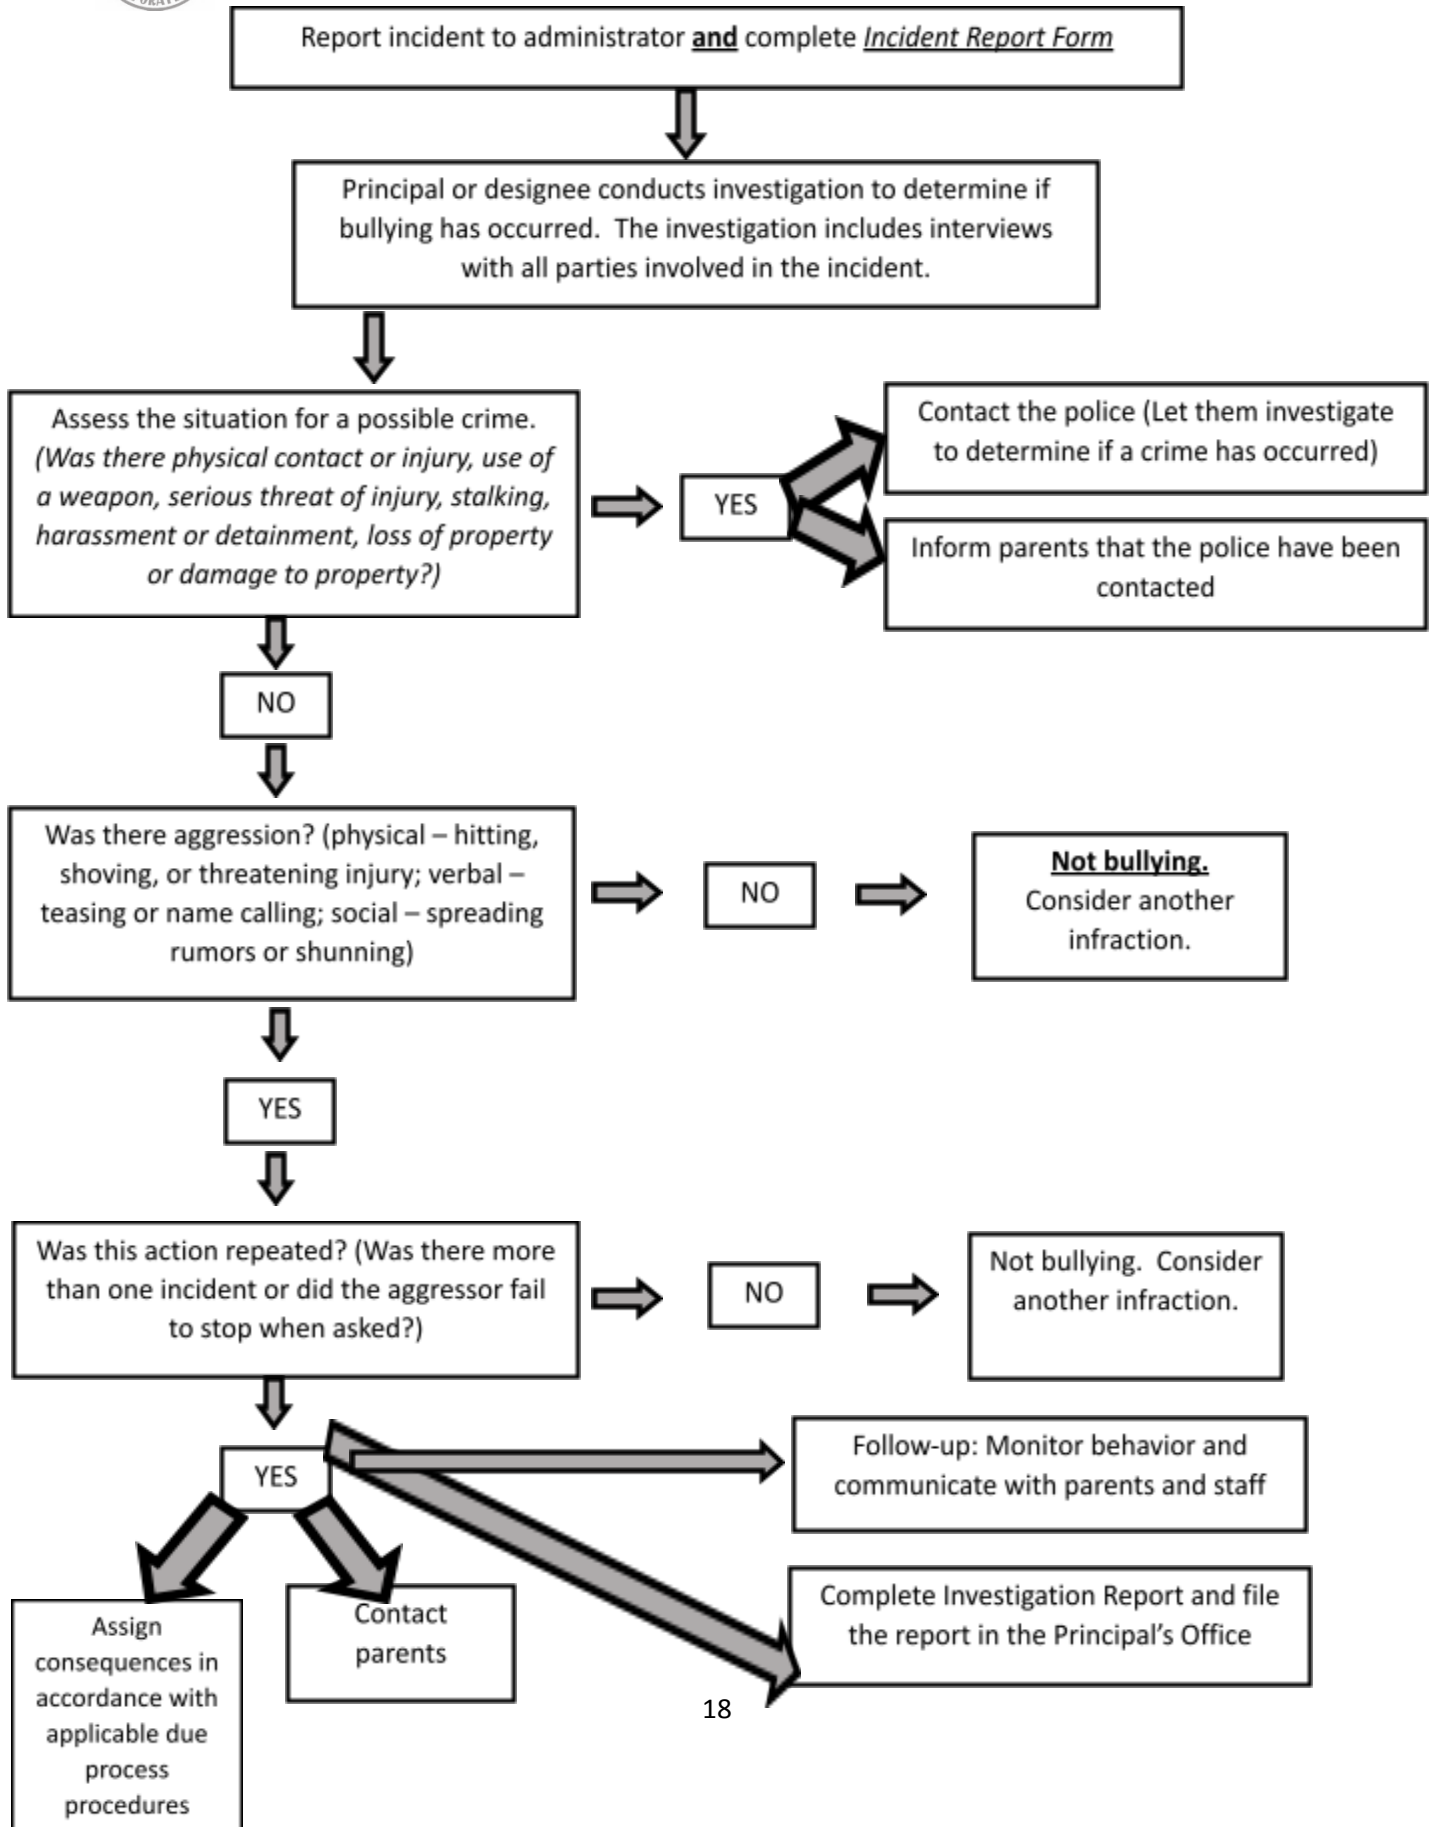 Report incident to administrator and complete Incident Report Form
Principal or designee conducts investigation to determine if
bullying has occurred.  The investigation includes interviews
with all parties involved in the incident.
Assess the situation for a possible crime.
(Was there physical contact or injury, use of
a weapon, serious threat of injury, stalking,
harassment or detainment, loss of property
or damage to property?)
YES
Contact the police (Let them investigate
to determine if a crime has occurred)
Inform parents that the police have been
contacted
NO
Was there aggression? (physical – hitting,
shoving, or threatening injury; verbal –
teasing or name calling; social – spreading
rumors or shunning)
NO
Not bullying.
Consider another
infraction.
YES
Was this action repeated? (Was there more
than one incident or did the aggressor fail
to stop when asked?)
NO
Not bullying.  Consider
another infraction.
YES
Follow-up: Monitor behavior and
communicate with parents and staff
Complete Investigation Report and file
the report in the Principal's Office
Contact
parents
Assign
consequences in
accordance with
applicable due
process
procedures
18